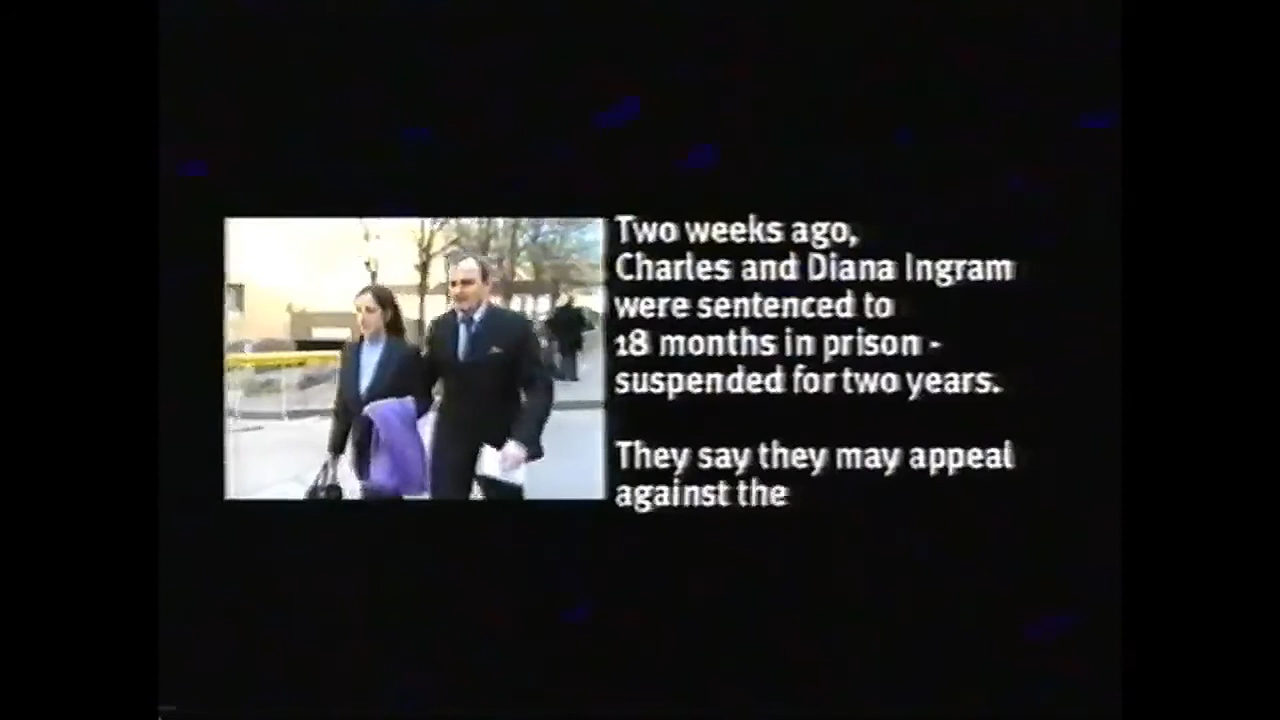 Two weeks ago,
Charles and Diana Ingram
were sentenced to
18 months in prison -
suspended for two years.
They say they may appeal
against the